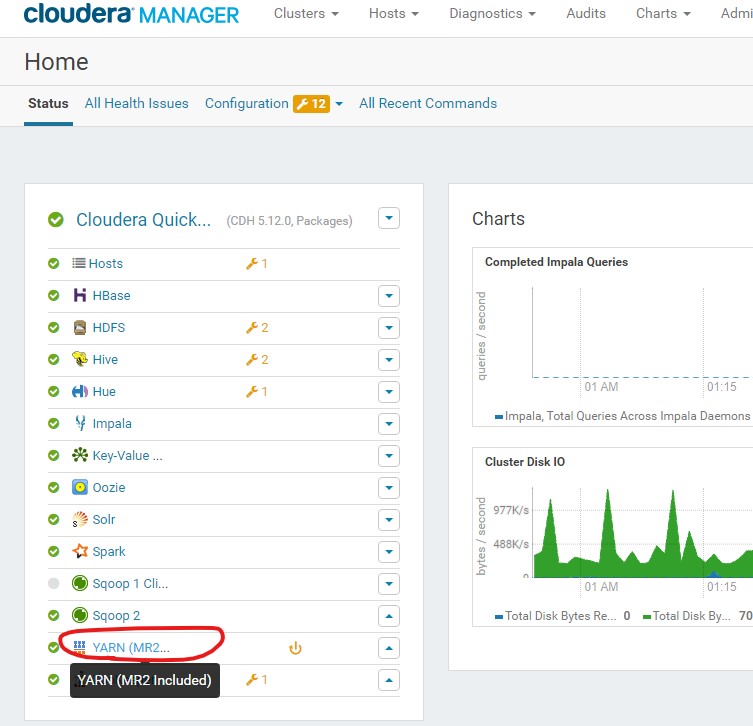 cloudera MANAGER Clusters Hosts Diagnostics Audits Charts Admi
Home
Status All Health Issues Configuration 12 All Recent Commands
Cloudera Quick... (CDH 5.12.0, Packages)
Hosts 1
HBase
HDFS 2
Hive 2
Hue 1
Impala
Key-Value ...
Oozie
Solr
Spark
Sqoop 1 Cli...
Sqoop 2
YARN (MR2...
YARN (MR2 Included) 1
Charts
Completed Impala Queries
queries / second
01 AM 01:15
Impala, Total Queries Across Impala Daemons
Cluster Disk IO
bytes / second
977K/s
488K/s
0
01 AM 01:15
Total Disk Bytes Re... 0 Total Disk By... 70